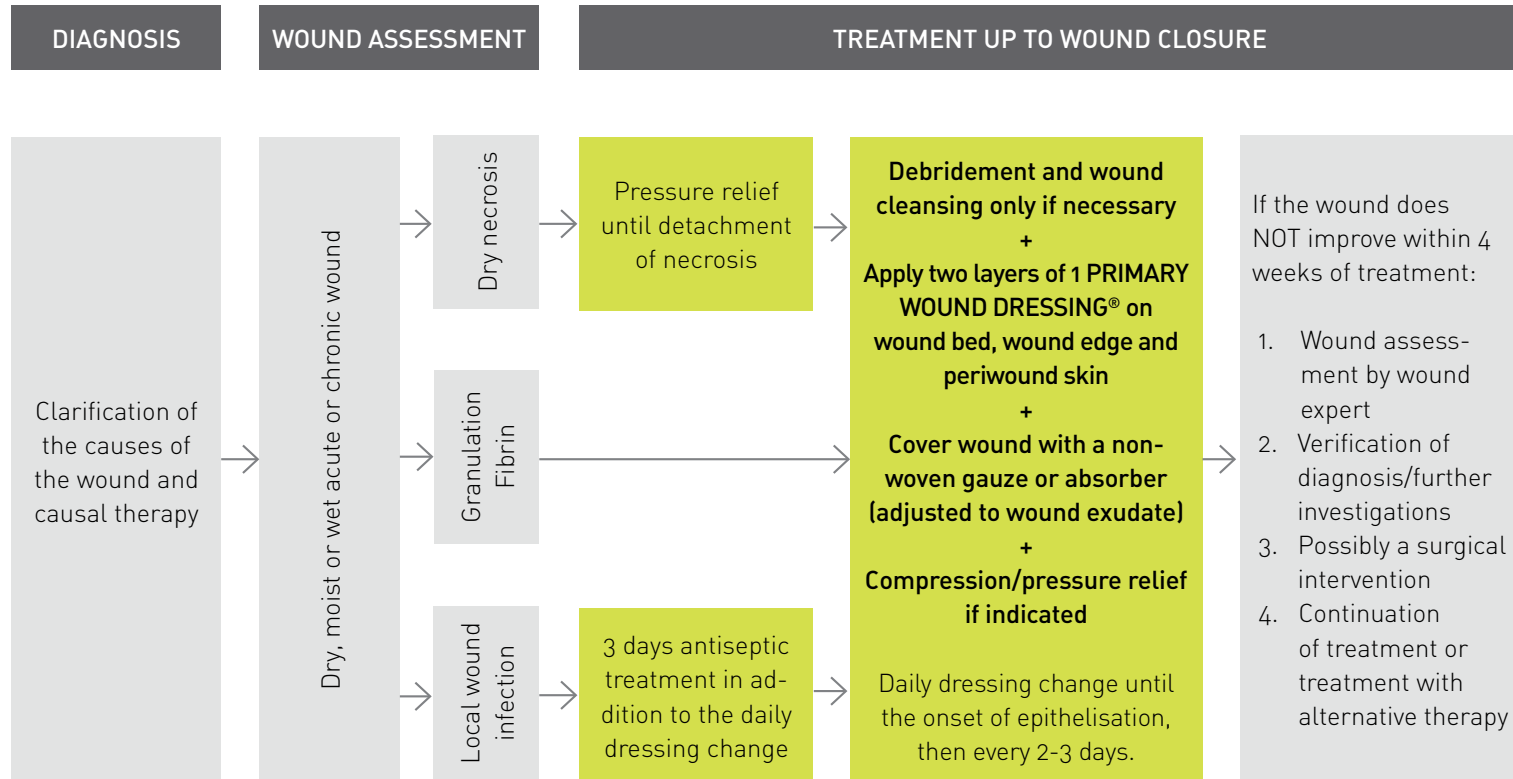 DIAGNOSIS
WOUND ASSESSMENT
TREATMENT UP TO WOUND CLOSURE
Clarification of
the causes of
the wound and
causal therapy
Dry, moist or wet acute or chronic wound
Dry necrosis
Granulation
Fibrin
Local wound
infection
Pressure relief
until detachment
of necrosis
3 days antiseptic
treatment in ad-
dition to the daily
dressing change
Debridement and wound
cleansing only if necessary
+
Apply two layers of 1 PRIMARY
WOUND DRESSING® on
wound bed, wound edge and
periwound skin
+
Cover wound with a non-
woven gauze or absorber
(adjusted to wound exudate)
+
Compression/pressure relief
if indicated
Daily dressing change until
the onset of epithelisation,
then every 2-3 days.
If the wound does
NOT improve within 4
weeks of treatment:
1. Wound assess-
ment by wound
expert
2. Verification of
diagnosis/further
investigations
3. Possibly a surgical
intervention
4. Continuation
of treatment or
treatment with
alternative therapy